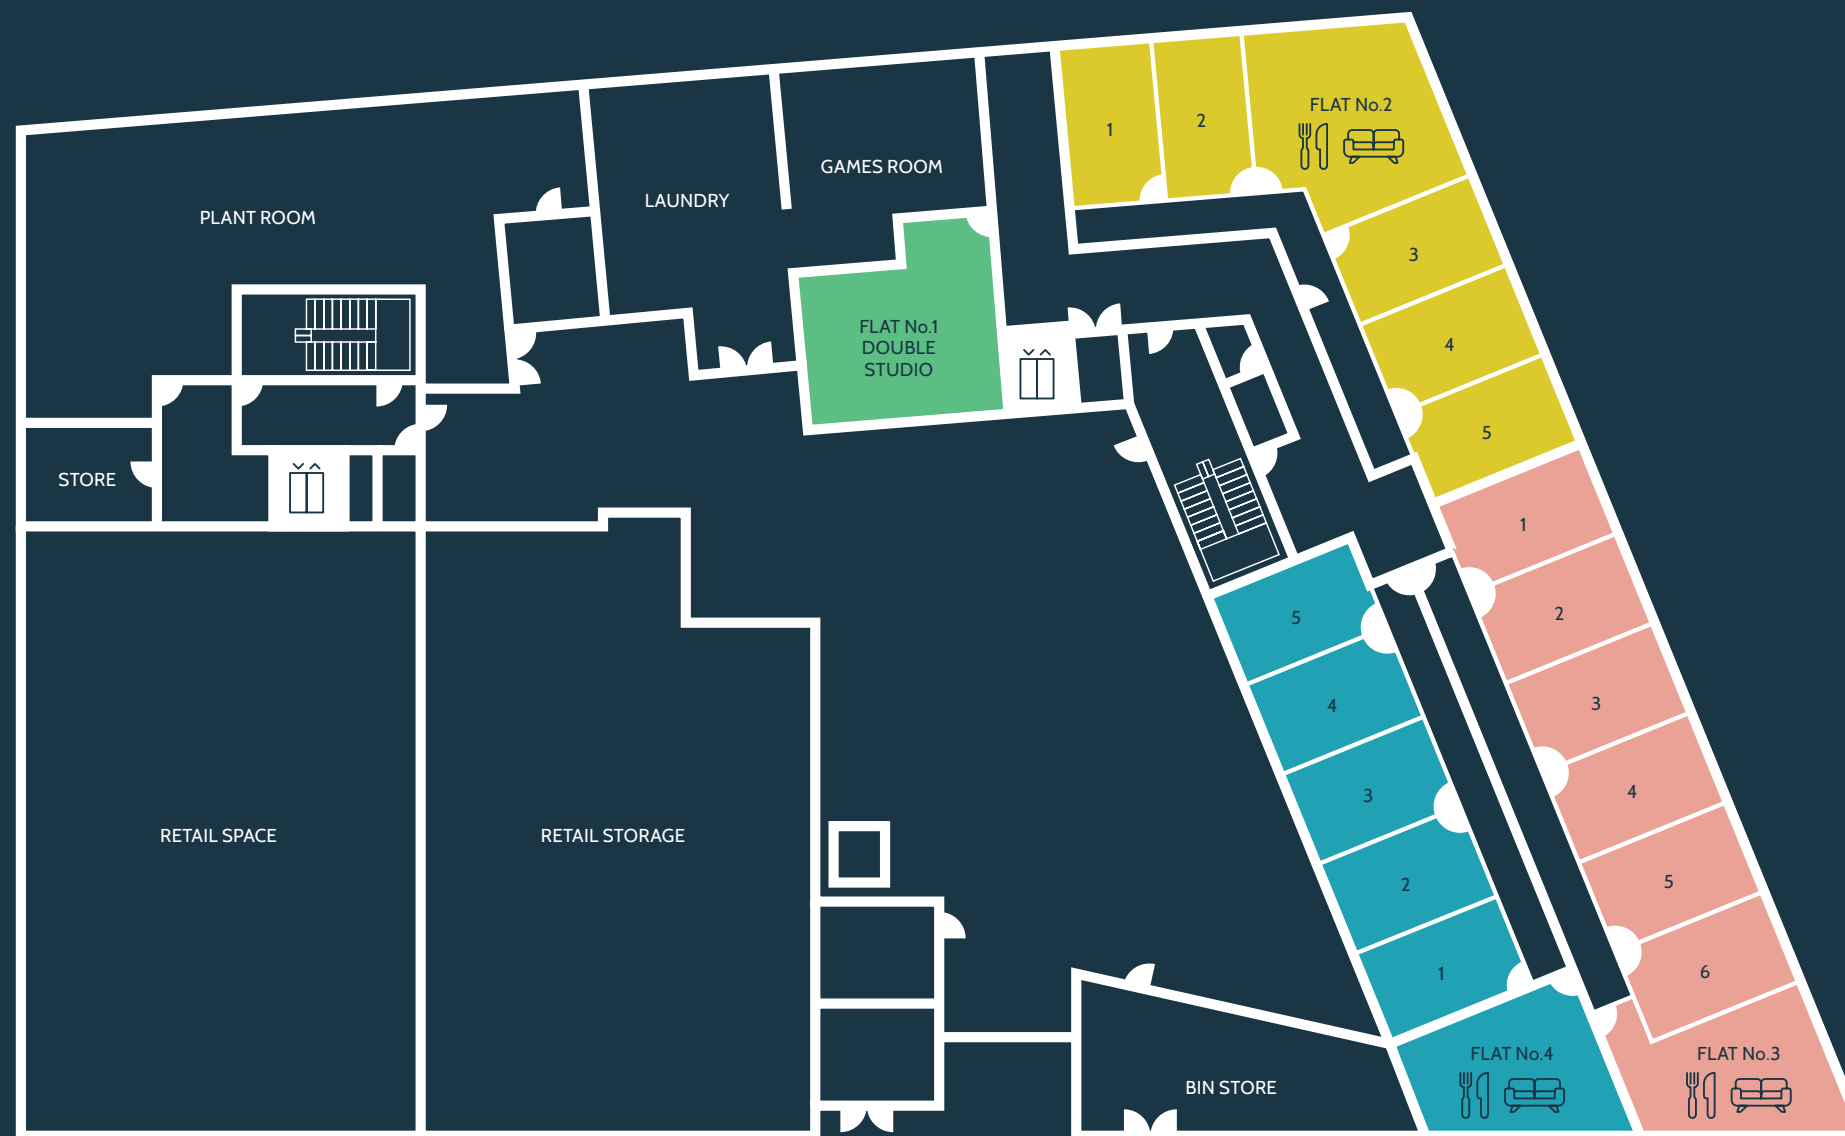 FLAT No.2
1
2
3
4
5
GAMES ROOM
LAUNDRY
PLANT ROOM
FLAT No.1
DOUBLE
STUDIO
STORE
1
2
3
4
5
6
FLAT No.3
5
4
3
2
1
FLAT No.4
RETAIL SPACE
RETAIL STORAGE
BIN STORE